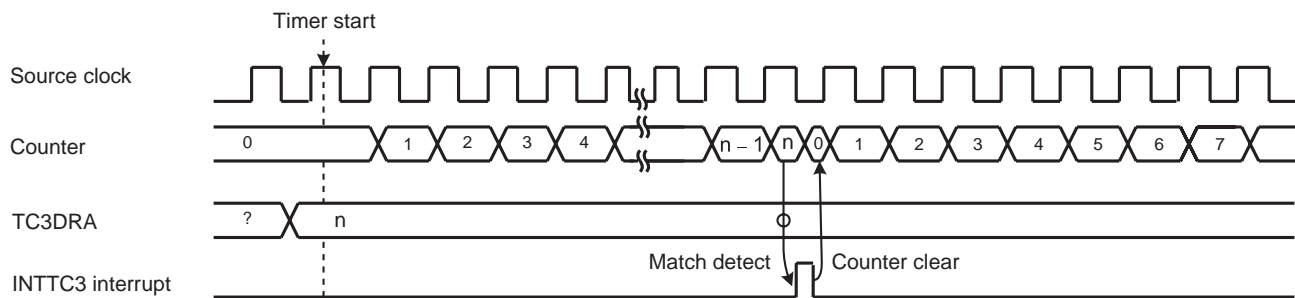 Timer start
Source clock
Counter 0 1 2 3 4 n – 1 n 0 1 2 3 4 5 6 7
TC3DRA ? n
Match detect Counter clear
INTTC3 interrupt